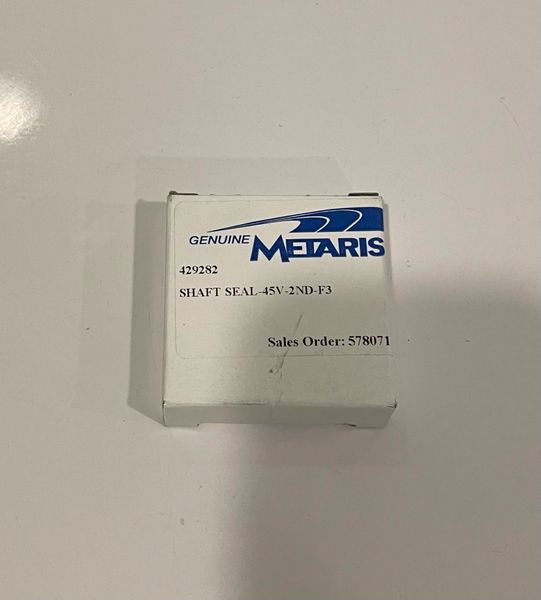 GENUINE METARIS
429282
SHAFT SEAL-45V-2ND-F3
Sales Order: 578071